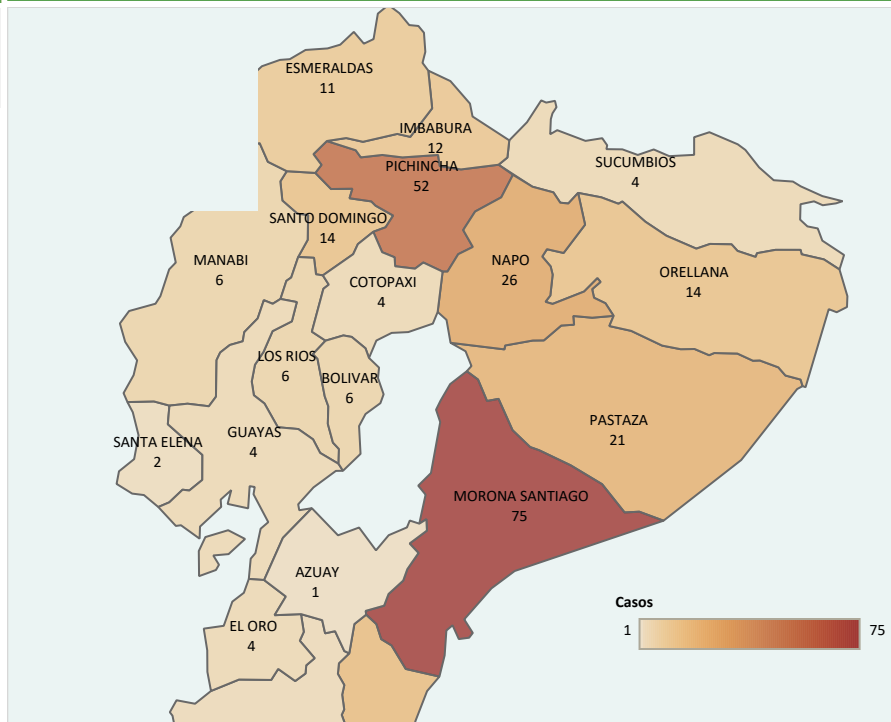 ESMERALDAS
11
IMBABURA
12
PICHINCHA
52
SUCUMBIOS
4
SANTO DOMINGO
14
MANABI
6
COTOPAXI
4
NAPO
26
ORELLANA
14
LOS RIOS
6
BOLIVAR
6
PASTAZA
21
SANTA ELENA
2
GUAYAS
4
MORONA SANTIAGO
75
AZUAY
1
EL ORO
4
Casos
1 75